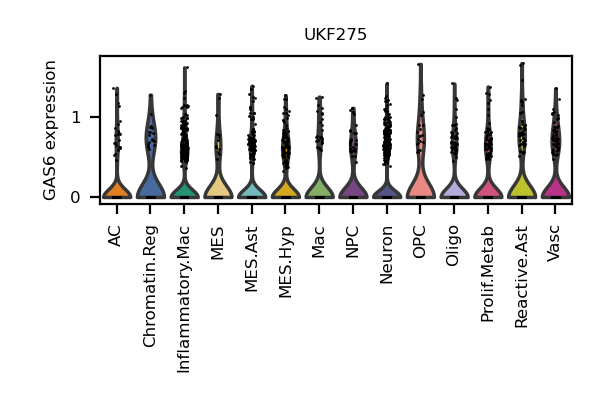 UKF275
GAS6 expression
1
0
AC
Chromatin.Reg
Inflammatory.Mac
MES
MES.Ast
MES.Hyp
Mac
NPC
Neuron
OPC
Oligo
Prolif.Metab
Reactive.Ast
Vasc